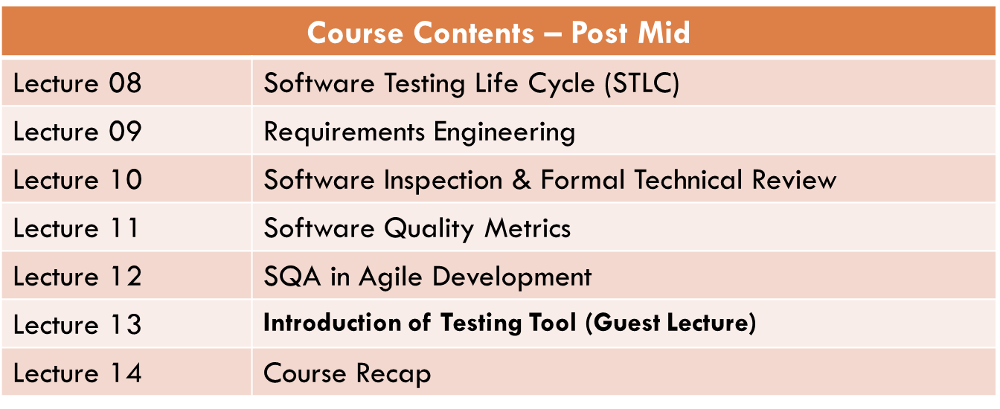 Course Contents – Post Mid
Lecture 08 Software Testing Life Cycle (STLC)
Lecture 09 Requirements Engineering
Lecture 10 Software Inspection & Formal Technical Review
Lecture 11 Software Quality Metrics
Lecture 12 SQA in Agile Development
Lecture 13 Introduction of Testing Tool (Guest Lecture)
Lecture 14 Course Recap